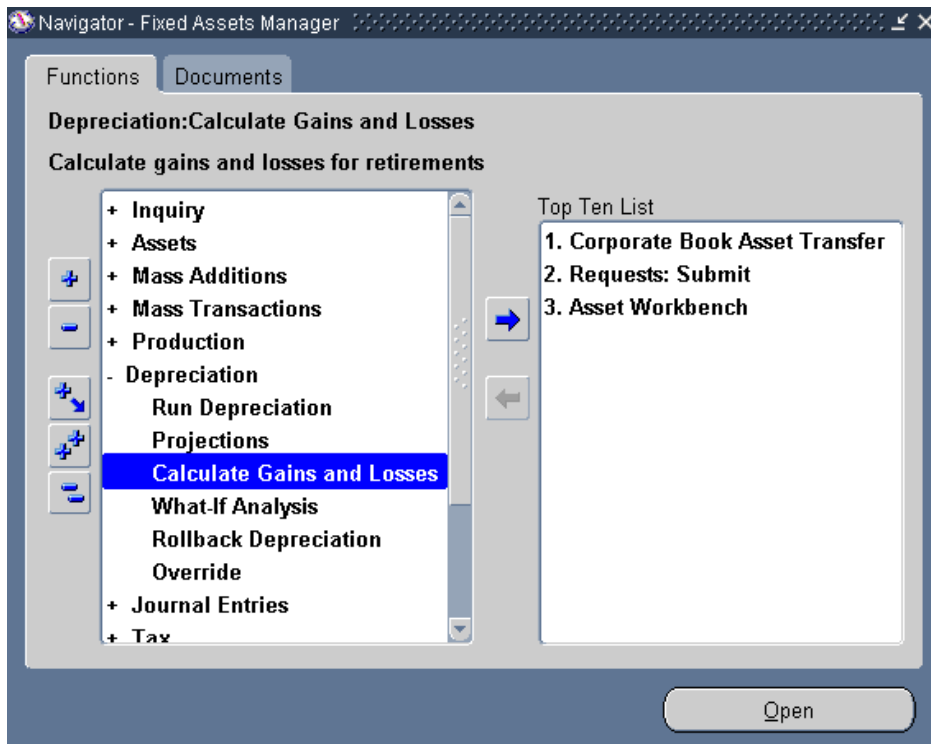 Navigator - Fixed Assets Manager
Functions
Documents
Depreciation:Calculate Gains and Losses
Calculate gains and losses for retirements
+ Inquiry
+ Assets
+ Mass Additions
+ Mass Transactions
+ Production
- Depreciation
Run Depreciation
Projections
Calculate Gains and Losses
What-If Analysis
Rollback Depreciation
Override
+ Journal Entries
+ Tax
Top Ten List
1. Corporate Book Asset Transfer
2. Requests: Submit
3. Asset Workbench
Open